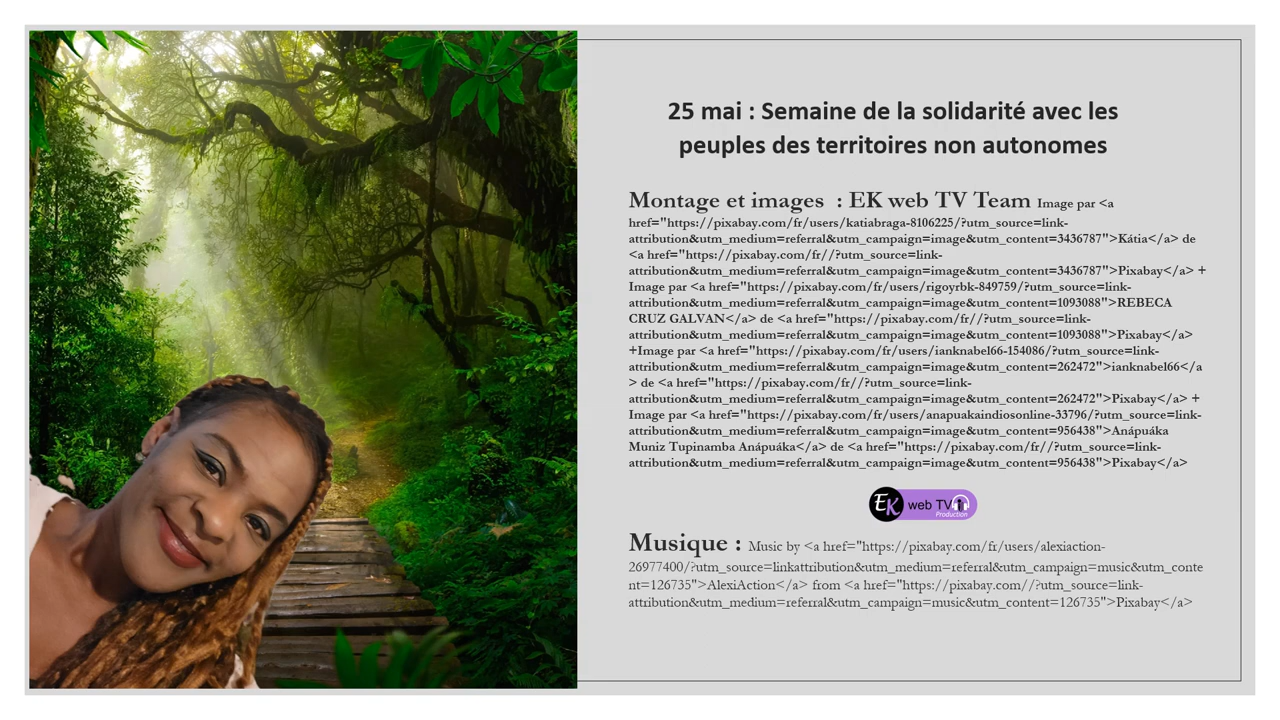 25 mai : Semaine de la solidarité avec les
peuples des territoires non autonomes
Montage et images  : EK web TV Team Image par <a
href="https://pixabay.com/fr/users/katiabraga-8106225/?utm_source=link-
attribution&utm_medium=referral&utm_campaign=image&utm_content=3436787">Kátia</a> de
<a href="https://pixabay.com/fr//?utm_source=link-
attribution&utm_medium=referral&utm_campaign=image&utm_content=3436787">Pixabay</a> +
Image par <a href="https://pixabay.com/fr/users/rigoyrbk-849759/?utm_source=link-
attribution&utm_medium=referral&utm_campaign=image&utm_content=1093088">REBECA
CRUZ GALVAN</a> de <a href="https://pixabay.com/fr//?utm_source=link-
attribution&utm_medium=referral&utm_campaign=image&utm_content=1093088">Pixabay</a>
+Image par <a href="https://pixabay.com/fr/users/ianknabel66-154086/?utm_source=link-
attribution&utm_medium=referral&utm_campaign=image&utm_content=262472">ianknabel66</a
> de <a href="https://pixabay.com/fr//?utm_source=link-
attribution&utm_medium=referral&utm_campaign=image&utm_content=262472">Pixabay</a> +
Image par <a href="https://pixabay.com/fr/users/anapuakaindiosonline-33796/?utm_source=link-
attribution&utm_medium=referral&utm_campaign=image&utm_content=956438">Anápuáka
Muniz Tupinamba Anápuáka</a> de <a href="https://pixabay.com/fr//?utm_source=link-
attribution&utm_medium=referral&utm_campaign=image&utm_content=956438">Pixabay</a>
EK web TV
Production
Musique : Music by <a href="https://pixabay.com/fr/users/alexiaction-
26977400/?utm_source=linkattribution&utm_medium=referral&utm_campaign=music&utm_conte
nt=126735">AlexiAction</a> from <a href="https://pixabay.com//?utm_source=link-
attribution&utm_medium=referral&utm_campaign=music&utm_content=126735">Pixabay</a>